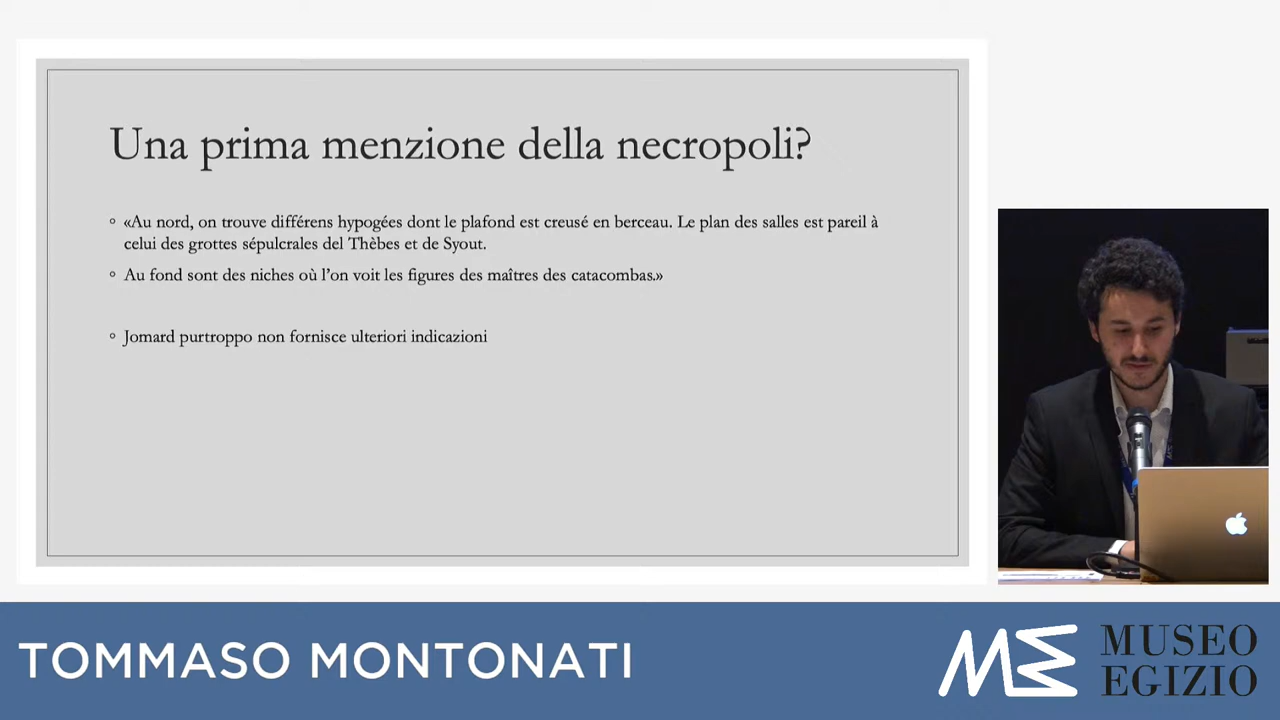 Una prima menzione della necropoli?
◦ «Au nord, on trouve différens hypogées dont le plafond est creusé en berceau. Le plan des salles est pareil à
celui des grottes sépulcrales del Thèbes et de Syout.
◦ Au fond sont des niches où l’on voit les figures des maîtres des catacombas.»
◦ Jomard purtroppo non fornisce ulteriori indicazioni
TOMMASO MONTONATI
ME MUSEO
EGIZIO